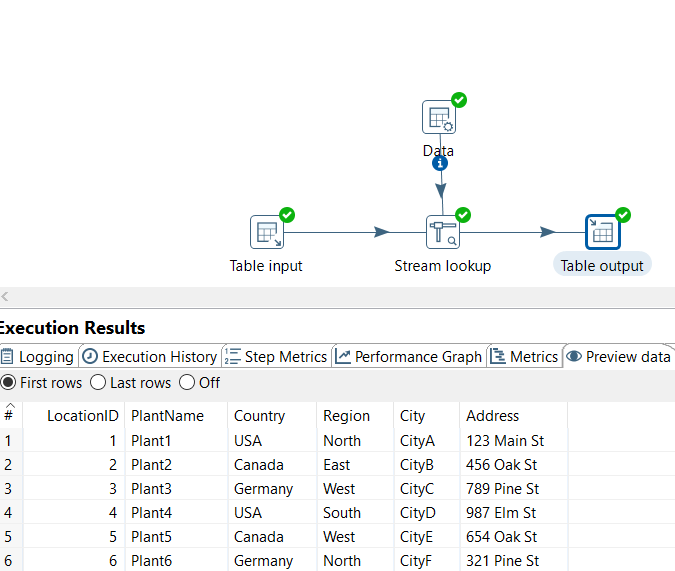 Data
Table input
Stream lookup
Table output
Execution Results
Logging Execution History Step Metrics Performance Graph Metrics Preview data
First rows Last rows Off
# LocationID PlantName Country Region City Address
1 1 Plant1 USA North CityA 123 Main St
2 2 Plant2 Canada East CityB 456 Oak St
3 3 Plant3 Germany West CityC 789 Pine St
4 4 Plant4 USA South CityD 987 Elm St
5 5 Plant5 Canada West CityE 654 Oak St
6 6 Plant6 Germany North CityF 321 Pine St